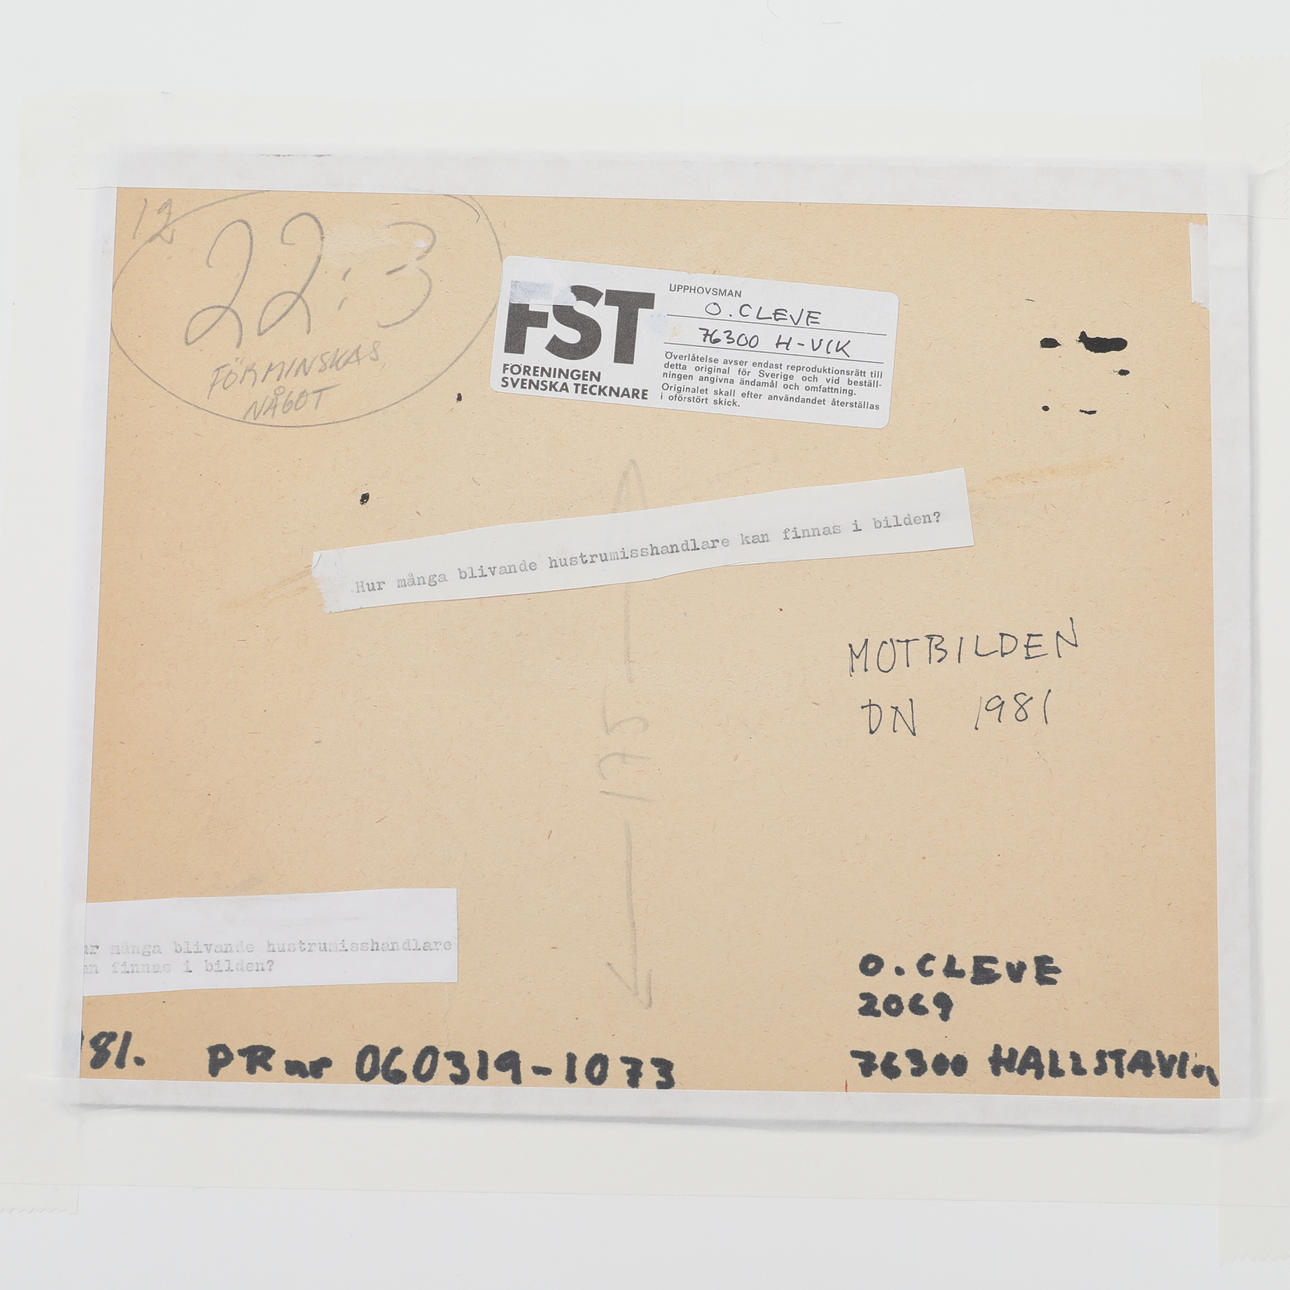 12
22:3
FÖRMINSKAS
NÅGOT
FST
FÖRENINGEN
SVENSKA TECKNARE
UPPHOVSMAN
O. CLEVE
76300 H-VIK
Överlåtelse avser endast reproduktionsrätt till
detta original för Sverige och vid beställ-
ningen angivna ändamål och omfattning.
Originalet skall efter användandet återställas
i oförstört skick.
Hur många blivande hustrumisshandlare kan finnas i bilden?
MOTBILDEN
DN 1981
175
ur många blivande hustrumisshandlare
an finnas i bilden?
O. CLEVE
2069
81. PR nr 060319-1073
76300 HALLSTAVIK